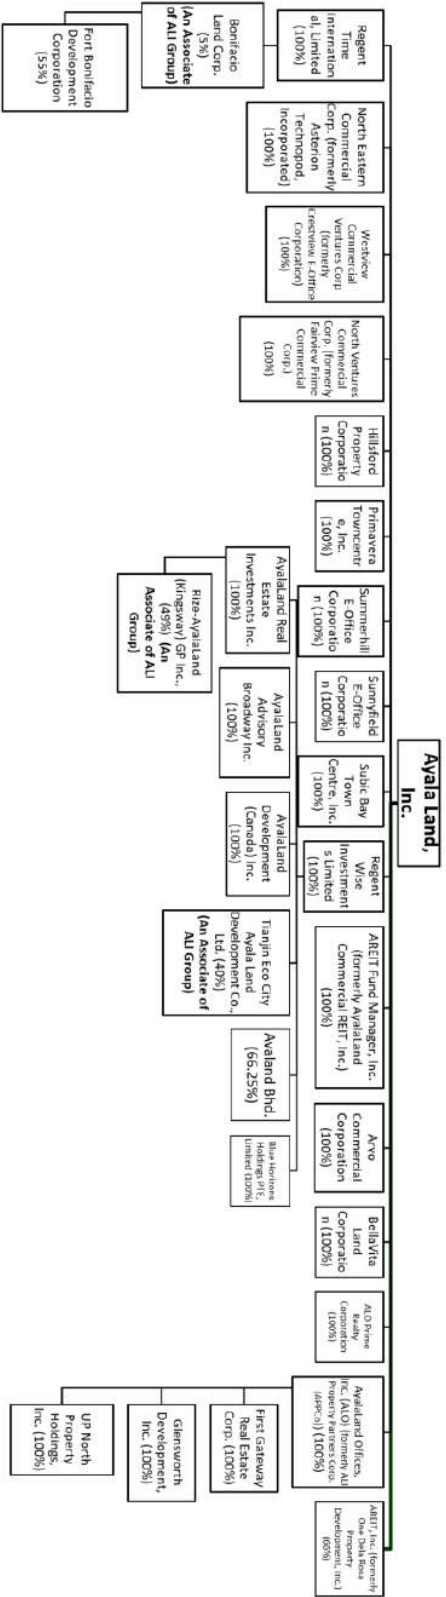 Ayala Land,
Inc.
Regent
Time
Internation
al, Limited
(100%)
Bonifacio
Land Corp.
(5%)
(An Associate
of ALI Group)
Fort Bonifacio
Development
Corporation
(55%)
North Eastern
Commercial
Corp. (formerly
Asterion
Technopod,
Incorporated)
(100%)
Westview
Commercial
Ventures Corp
(formerly
Crestview E-Office
Corporation)
(100%)
North Ventures
Commercial
Corp. (formerly
Fairview Prime
Commercial
Corp.)
(100%)
Hillsford
Property
Corporatio
n (100%)
Primavera
Towncentr
e, Inc.
(100%)
Summerhill
E-Office
Corporatio
n (100%)
Sunnyfield
E-Office
Corporatio
n (100%)
Subic Bay
Town
Centre, Inc.
(100%)
Regent
Wise
Investment
s Limited
(100%)
AREIT Fund Manager, Inc.
(formerly AyalaLand
Commercial REIT, Inc.)
(100%)
Arvo
Commercial
Corporation
(100%)
BellaVita
Land
Corporatio
n (100%)
ALO Prime
Realty
Corporation
(100%)
AyalaLand Offices,
Inc. (ALO) (formerly ALI
Property Partners Corp.
(APPCo)) (100%)
AREIT, Inc. (formerly
One Dela Rosa
Property
Development, Inc.)
AyalaLand Real
Estate
Investments Inc.
(100%)
Rize-AyalaLand
(Kingsway) GP Inc.,
(49%) (An
Associate of ALI
Group)
AyalaLand
Advisory
Broadway Inc.
(100%)
AyalaLand
Development
(Canada) Inc.
(100%)
Tianjin Eco City
Ayala Land
Development Co.,
Ltd. (40%)
(An Associate of
ALI Group)
Avaland Bhd.
(66.25%)
Blue Horizons
Holdings PTE,
Limited (100%)
First Gateway
Real Estate
Corp. (100%)
Glensworth
Development,
Inc. (100%)
UP North
Property
Holdings,
Inc. (100%)